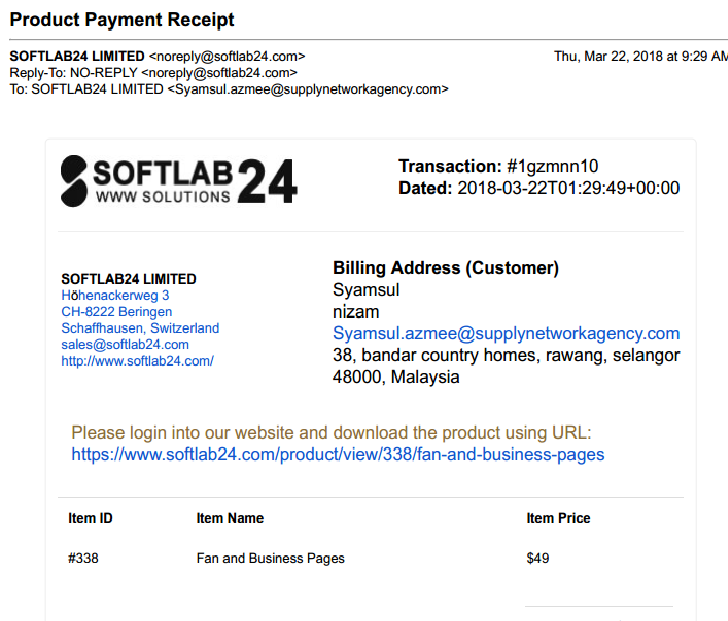 Product Payment Receipt
SOFTLAB24 LIMITED <noreply@softlab24.com>
Thu, Mar 22, 2018 at 9:29 AM
Reply-To: NO-REPLY <noreply@softlab24.com>
To: SOFTLAB24 LIMITED <Syamsul.azmee@supplynetworkagency.com>
SOFTLAB 24
WWW SOLUTIONS
Transaction: #1gzmnn10
Dated: 2018-03-22T01:29:49+00:00
SOFTLAB24 LIMITED
Höhenackerweg 3
CH-8222 Beringen
Schaffhausen, Switzerland
sales@softlab24.com
http://www.softlab24.com/
Billing Address (Customer)
Syamsul
nizam
Syamsul.azmee@supplynetworkagency.com
38, bandar country homes, rawang, selangor
48000, Malaysia
Please login into our website and download the product using URL:
https://www.softlab24.com/product/view/338/fan-and-business-pages
Item ID Item Name Item Price
#338 Fan and Business Pages $49